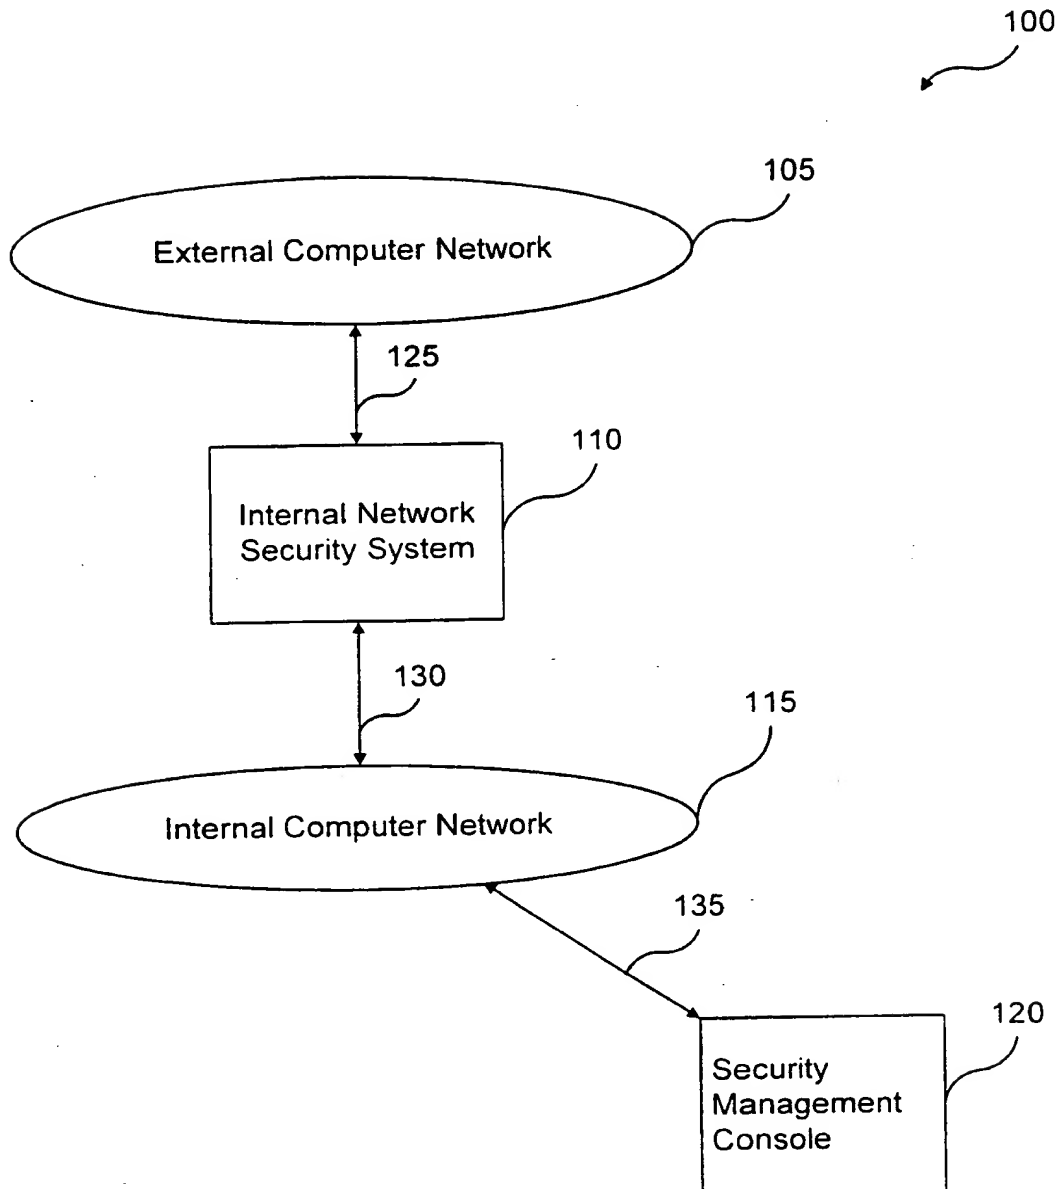 100
105
External Computer Network
125
110
Internal Network
Security System
130
115
Internal Computer Network
135
120
Security
Management
Console